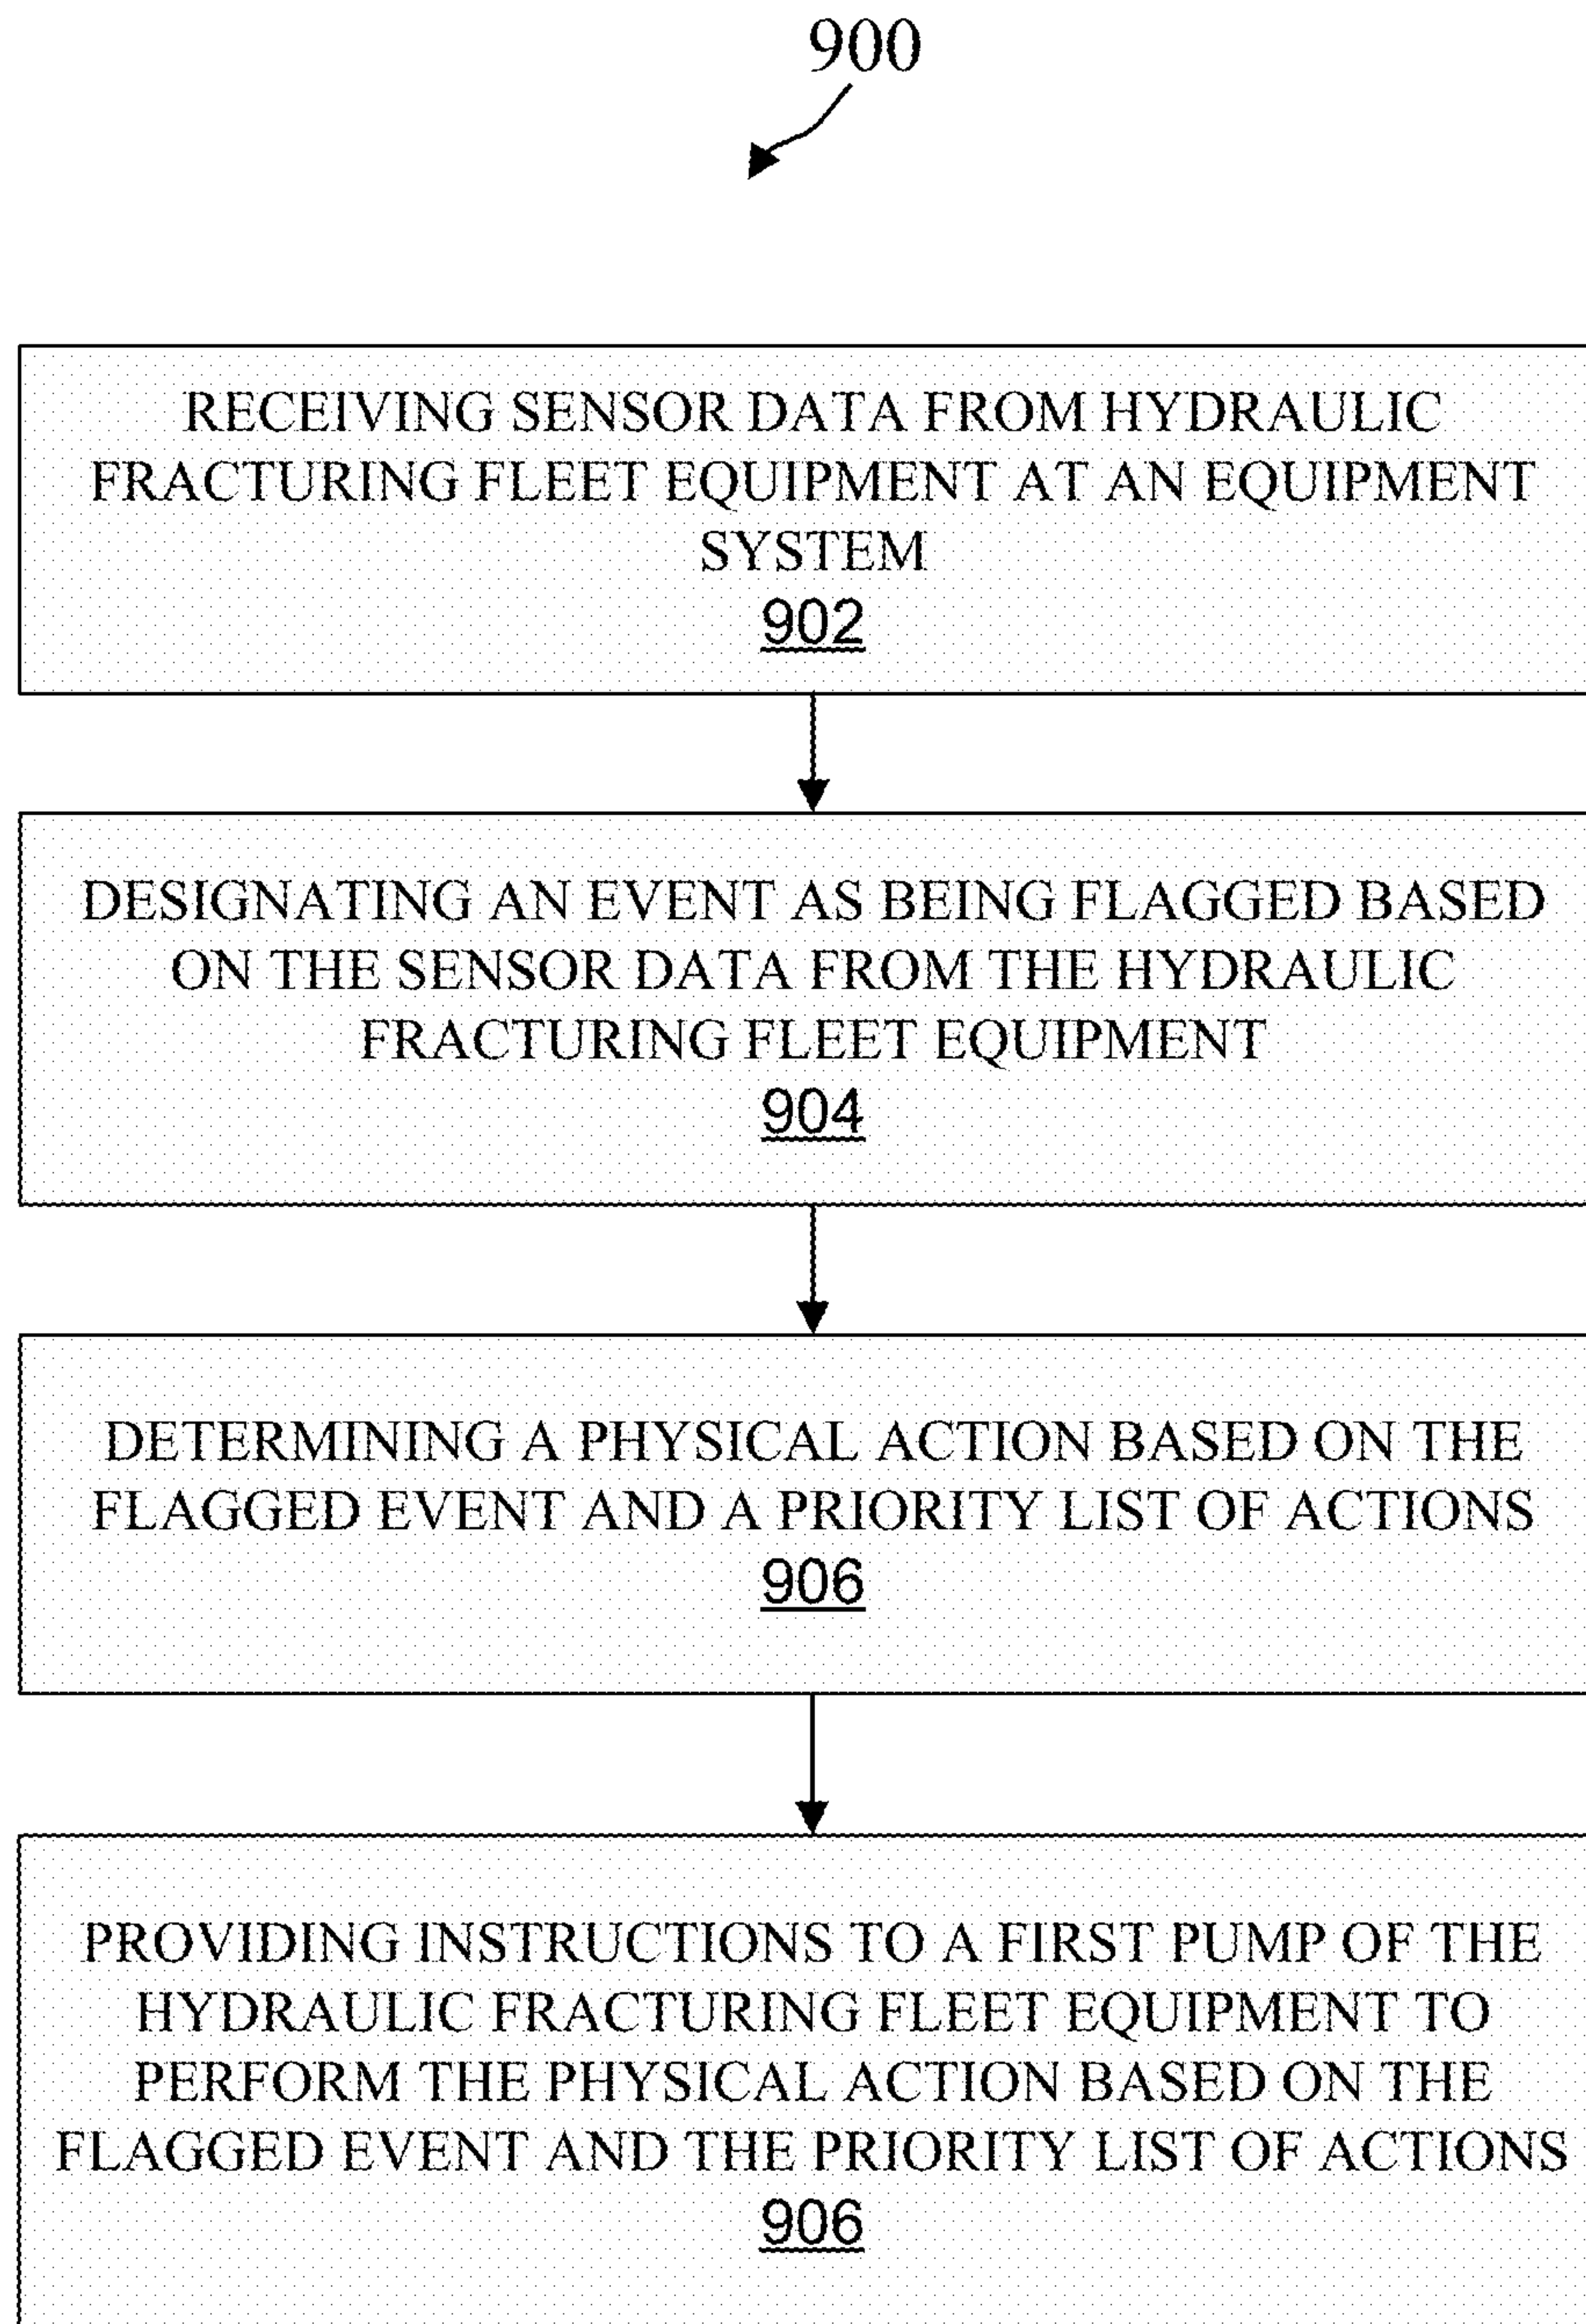 900
RECEIVING SENSOR DATA FROM HYDRAULIC
FRACTURING FLEET EQUIPMENT AT AN EQUIPMENT
SYSTEM
902
DESIGNATING AN EVENT AS BEING FLAGGED BASED
ON THE SENSOR DATA FROM THE HYDRAULIC
FRACTURING FLEET EQUIPMENT
904
DETERMINING A PHYSICAL ACTION BASED ON THE
FLAGGED EVENT AND A PRIORITY LIST OF ACTIONS
906
PROVIDING INSTRUCTIONS TO A FIRST PUMP OF THE
HYDRAULIC FRACTURING FLEET EQUIPMENT TO
PERFORM THE PHYSICAL ACTION BASED ON THE
FLAGGED EVENT AND THE PRIORITY LIST OF ACTIONS
906